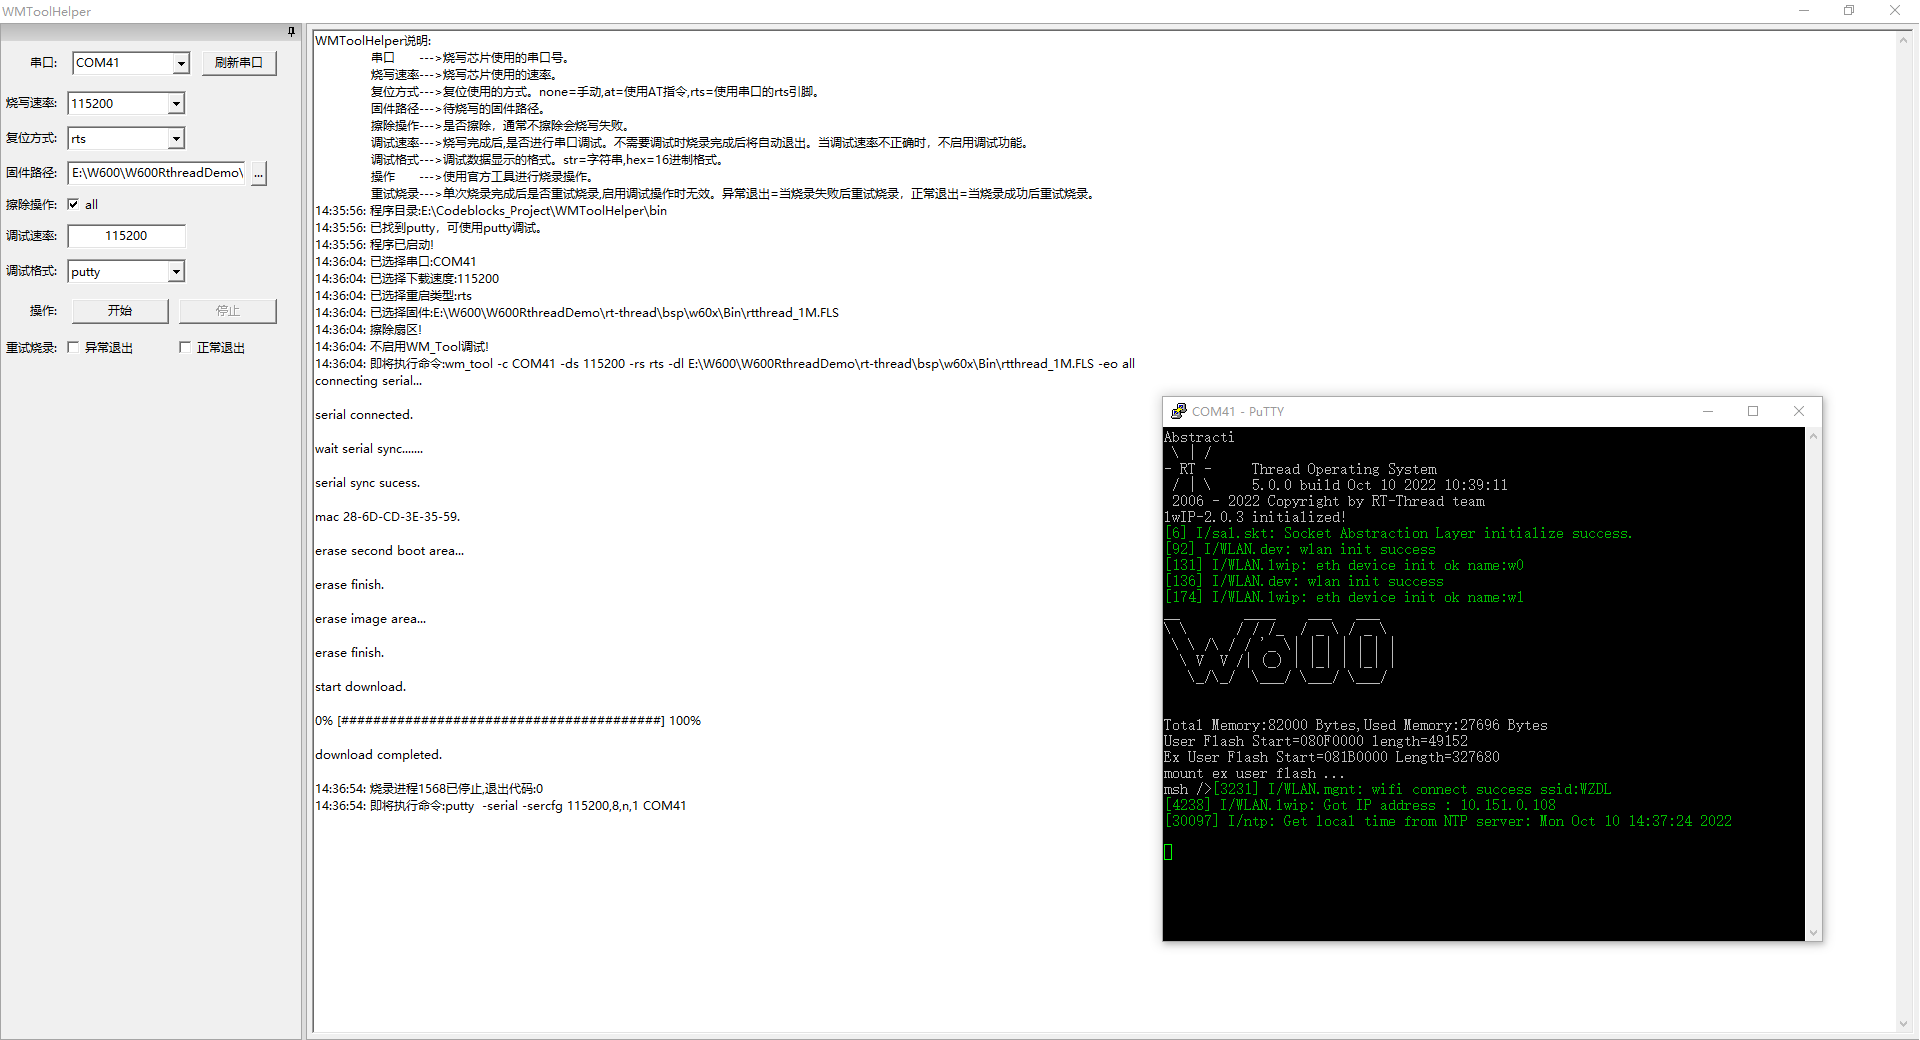 WMToolHelper
串口:
COM41
刷新串口
烧写速率:
115200
复位方式:
rts
固件路径:
E:\W600\W600RthreadDemo\
...
擦除操作:
all
调试速率:
115200
调试格式:
putty
操作:
开始
停止
重试烧录:
异常退出
正常退出
WMToolHelper说明:
串口 --->烧写芯片使用的串口号。
烧写速率--->烧写芯片使用的速率。
复位方式--->复位使用的方式。none=手动,at=使用AT指令,rts=使用串口的rts引脚。
固件路径--->待烧写的固件路径。
擦除操作--->是否擦除，通常不擦除会烧写失败。
调试速率--->烧写完成后,是否进行串口调试。不需要调试时烧录完成后将自动退出。当调试速率不正确时，不启用调试功能。
调试格式--->调试数据显示的格式。str=字符串,hex=16进制格式。
操作 --->使用官方工具进行烧录操作。
重试烧录--->单次烧录完成后是否重试烧录,启用调试操作时无效。异常退出=当烧录失败后重试烧录，正常退出=当烧录成功后重试烧录。
14:35:56: 程序目录:E:\Codeblocks_Project\WMToolHelper\bin
14:35:56: 已找到putty，可使用putty调试。
14:35:56: 程序已启动!
14:36:04: 已选择串口:COM41
14:36:04: 已选择下载速度:115200
14:36:04: 已选择重启类型:rts
14:36:04: 已选择固件:E:\W600\W600RthreadDemo\rt-thread\bsp\w60x\Bin\rtthread_1M.FLS
14:36:04: 擦除扇区!
14:36:04: 不启用WM_Tool调试!
14:36:04: 即将执行命令:wm_tool -c COM41 -ds 115200 -rs rts -dl E:\W600\W600RthreadDemo\rt-thread\bsp\w60x\Bin\rtthread_1M.FLS -eo all
connecting serial...
serial connected.
wait serial sync.......
serial sync sucess.
mac 28-6D-CD-3E-35-59.
erase second boot area...
erase finish.
erase image area...
erase finish.
start download.
0% [########################################] 100%
download completed.
14:36:54: 烧录进程1568已停止,退出代码:0
14:36:54: 即将执行命令:putty -serial -sercfg 115200,8,n,1 COM41
COM41 - PuTTY
Abstracti
\ | /
- RT - Thread Operating System
/ | \ 5.0.0 build Oct 10 2022 10:39:11
2006 - 2022 Copyright by RT-Thread team
lwIP-2.0.3 initialized!
[6] I/sal.skt: Socket Abstraction Layer initialize success.
[92] I/WLAN.dev: wlan init success
[131] I/WLAN.lwip: eth device init ok name:w0
[136] I/WLAN.dev: wlan init success
[174] I/WLAN.lwip: eth device init ok name:w1
W600
Total Memory:82000 Bytes,Used Memory:27696 Bytes
User Flash Start=080F0000 length=49152
Ex User Flash Start=081B0000 Length=327680
mount ex user flash ...
msh />[3231] I/WLAN.mgnt: wifi connect success ssid:WZDL
[4238] I/WLAN.lwip: Got IP address : 10.151.0.108
[30097] I/ntp: Get local time from NTP server: Mon Oct 10 14:37:24 2022